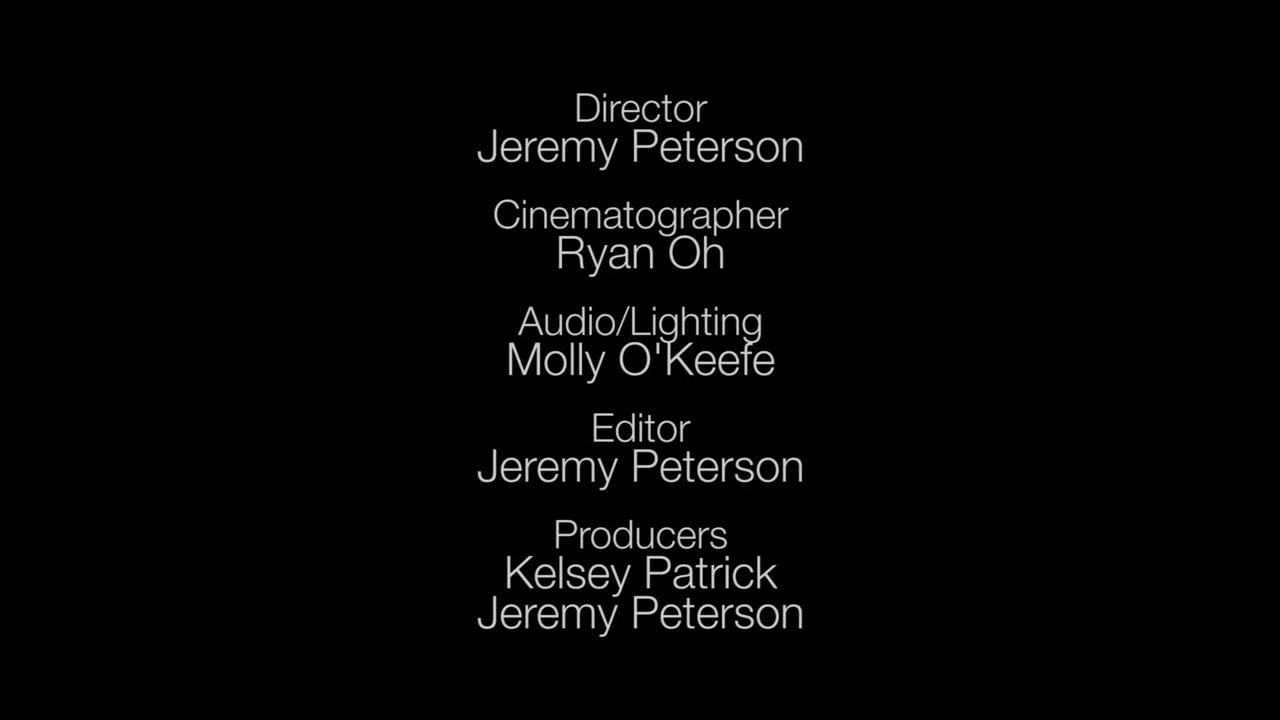 Director
Jeremy Peterson
Cinematographer
Ryan Oh
Audio/Lighting
Molly O'Keefe
Editor
Jeremy Peterson
Producers
Kelsey Patrick
Jeremy Peterson